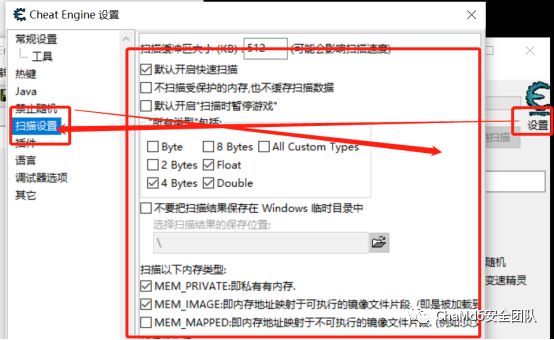 Cheat Engine 设置
常规设置
工具
热键
Java
禁止随机
扫描设置
插件
语言
调试器选项
其它
扫描缓冲区大小 (KB) : 512 (可能会影响扫描速度)
默认开启快速扫描
不扫描受保护的内存,也不缓存扫描数据
默认开启"扫描时暂停游戏"
"所有类型"包括:
Byte 8 Bytes All Custom Types
2 Bytes Float
4 Bytes Double
不要把扫描结果保存在 Windows 临时目录中
选择扫描结果的保存位置:
\
扫描以下内存类型:
MEM_PRIVATE:即私有有内存.
MEM_IMAGE:即内存地址映射于可执行的镜像文件片段. (即是被加载到
MEM_MAPPED:即内存地址映射于不可执行的镜像文件片段. (例如:页文
设置
扫描
随机
变速精灵
ChaMd5安全团队